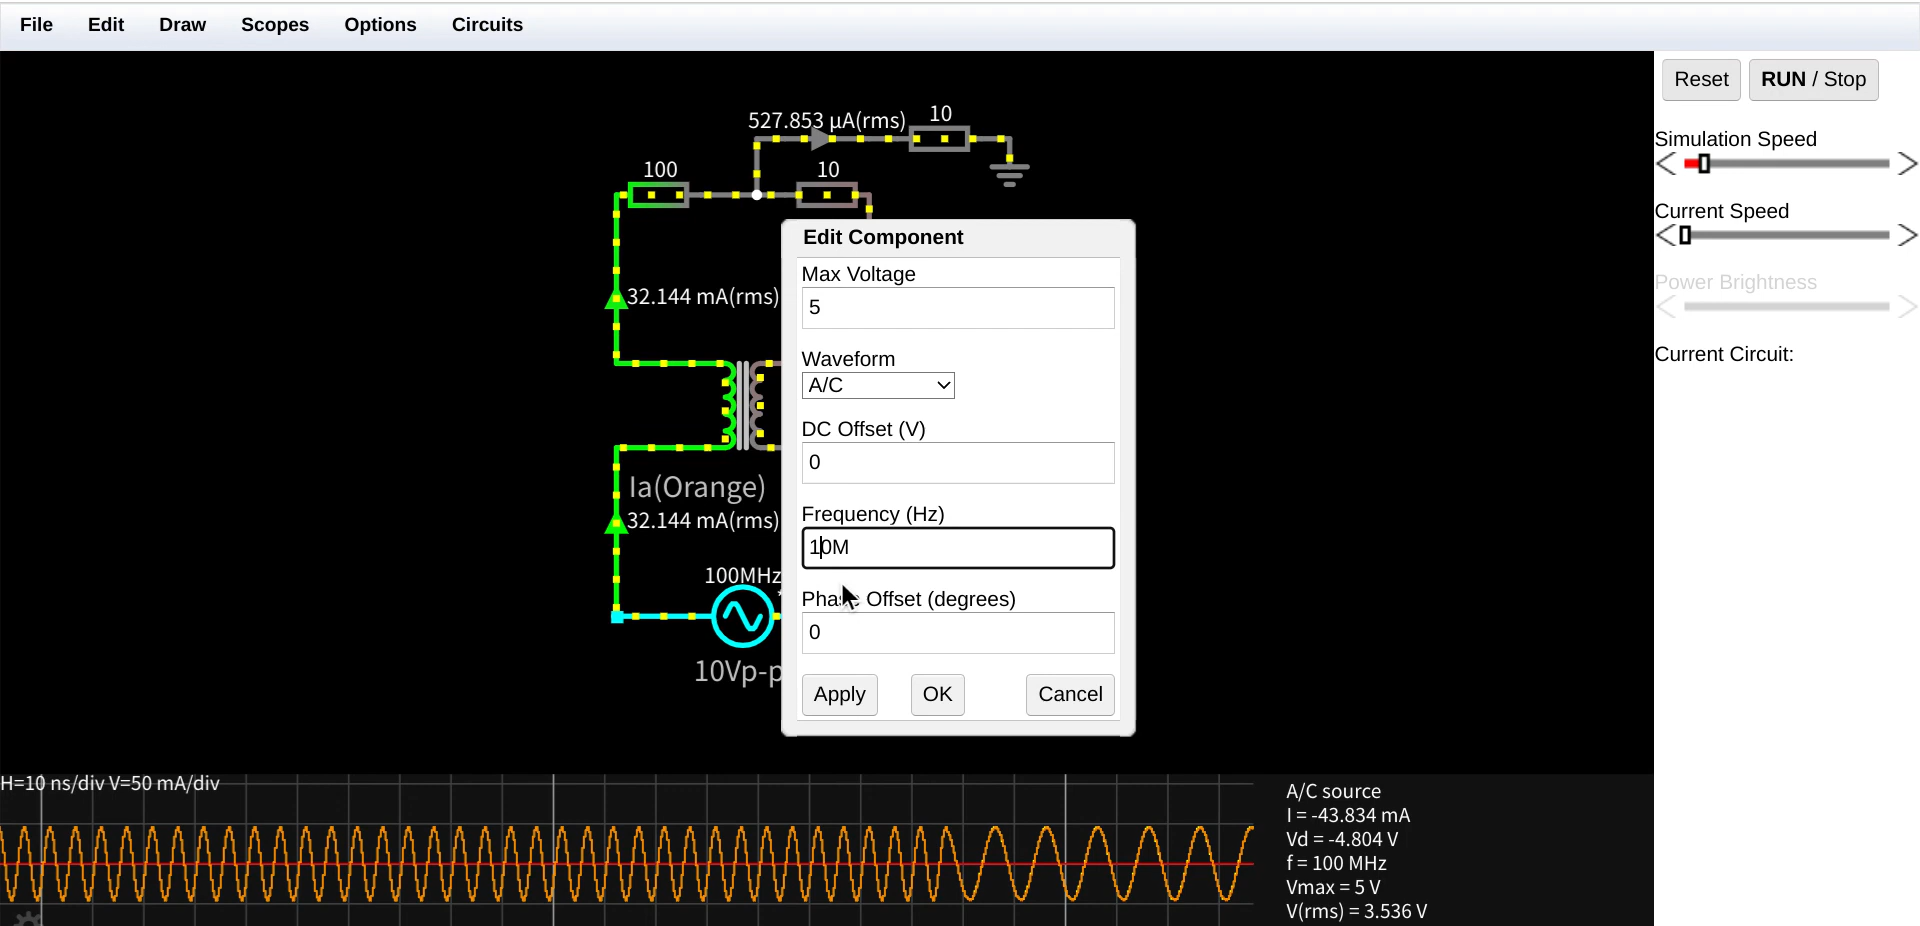 File Edit Draw Scopes Options Circuits
Reset RUN / Stop
Simulation Speed
Current Speed
Power Brightness
Current Circuit:
527.853 µA(rms) 10
100 10
32.144 mA(rms)
Ia(Orange)
32.144 mA(rms)
100MHz
10Vp-p
Edit Component
Max Voltage
5
Waveform
A/C
DC Offset (V)
0
Frequency (Hz)
10M
Phase Offset (degrees)
0
Apply OK Cancel
H=10 ns/div V=50 mA/div
A/C source
I = -43.834 mA
Vd = -4.804 V
f = 100 MHz
Vmax = 5 V
V(rms) = 3.536 V